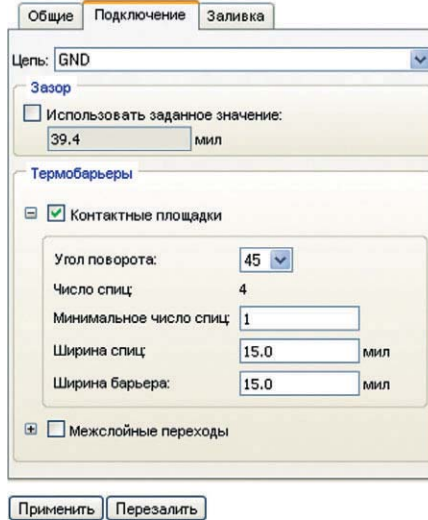 Общие Подключение Заливка
Цепь: GND
Зазор
Использовать заданное значение:
39.4 мил
Термобарьеры
Контактные площадки
Угол поворота: 45
Число спиц: 4
Минимальное число спиц: 1
Ширина спиц: 15.0 мил
Ширина барьера: 15.0 мил
Межслойные переходы
Применить Перезалить